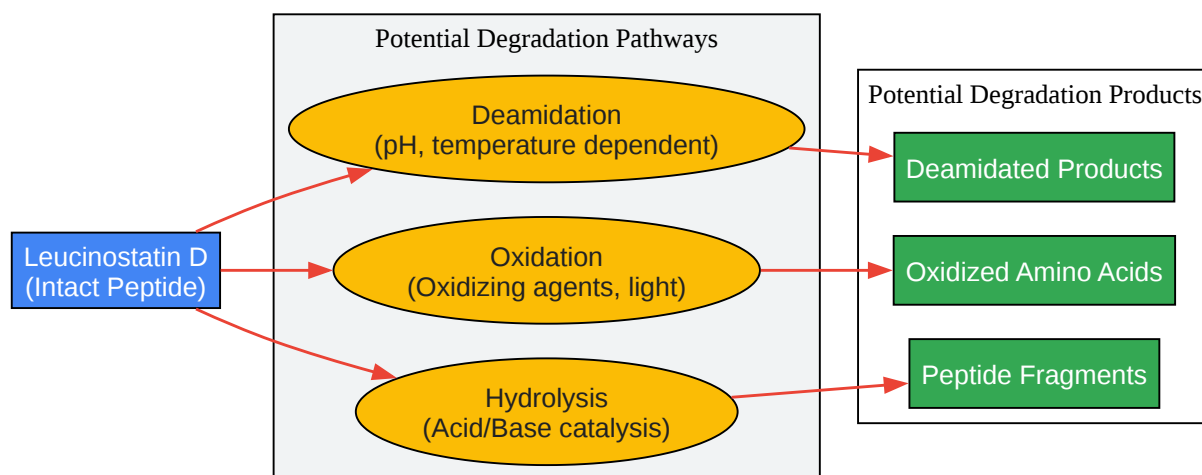 Potential Degradation Pathways
Potential Degradation Products
Leucinostatin D
(Intact Peptide)
Deamidation
(pH, temperature dependent)
Deamidated Products
Oxidation
(Oxidizing agents, light)
Oxidized Amino Acids
Hydrolysis
(Acid/Base catalysis)
Peptide Fragments